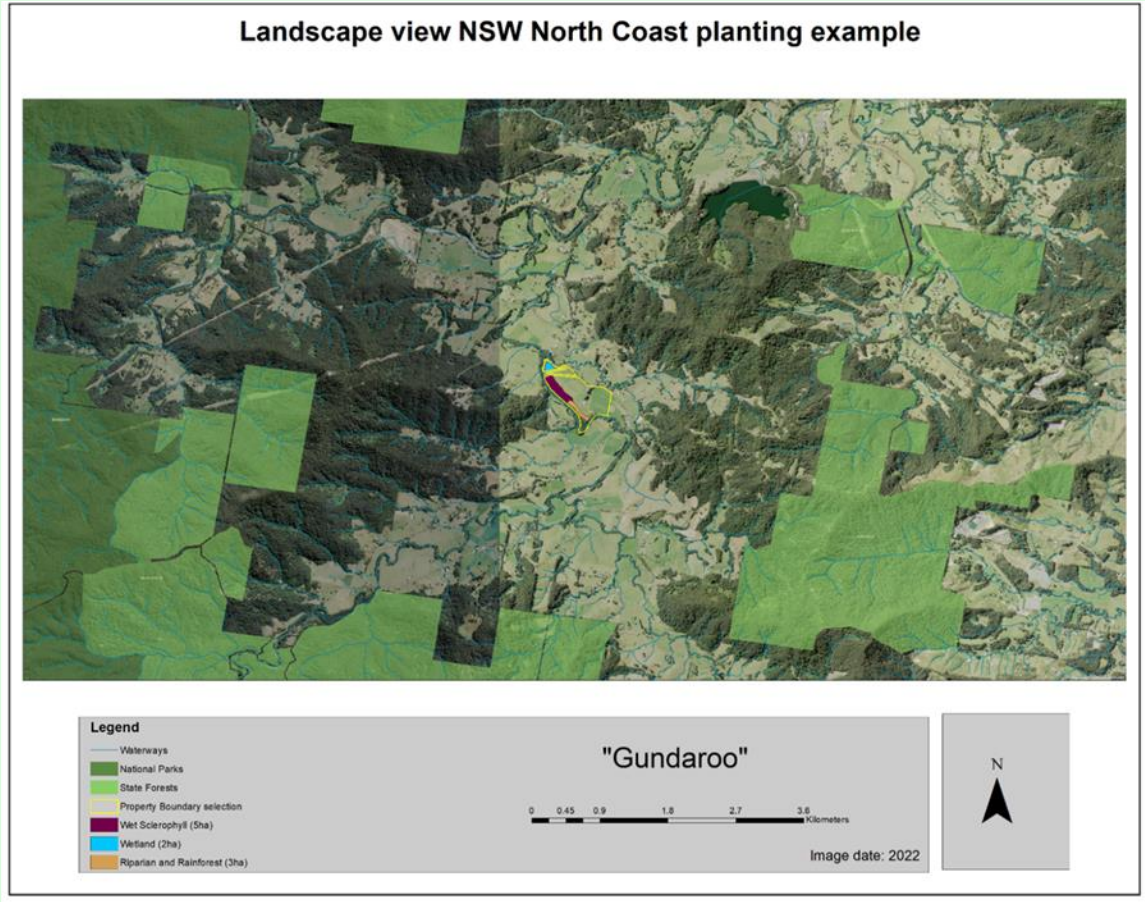 Landscape view NSW North Coast planting example
Legend
Waterways
National Parks
State Forests
Property Boundary selection
Wet Sclerophyll (5ha)
Wetland (2ha)
Riparian and Rainforest (3ha)
"Gundaroo"
0 0.45 0.9 1.8 2.7 3.6
Kilometers
Image date: 2022
N